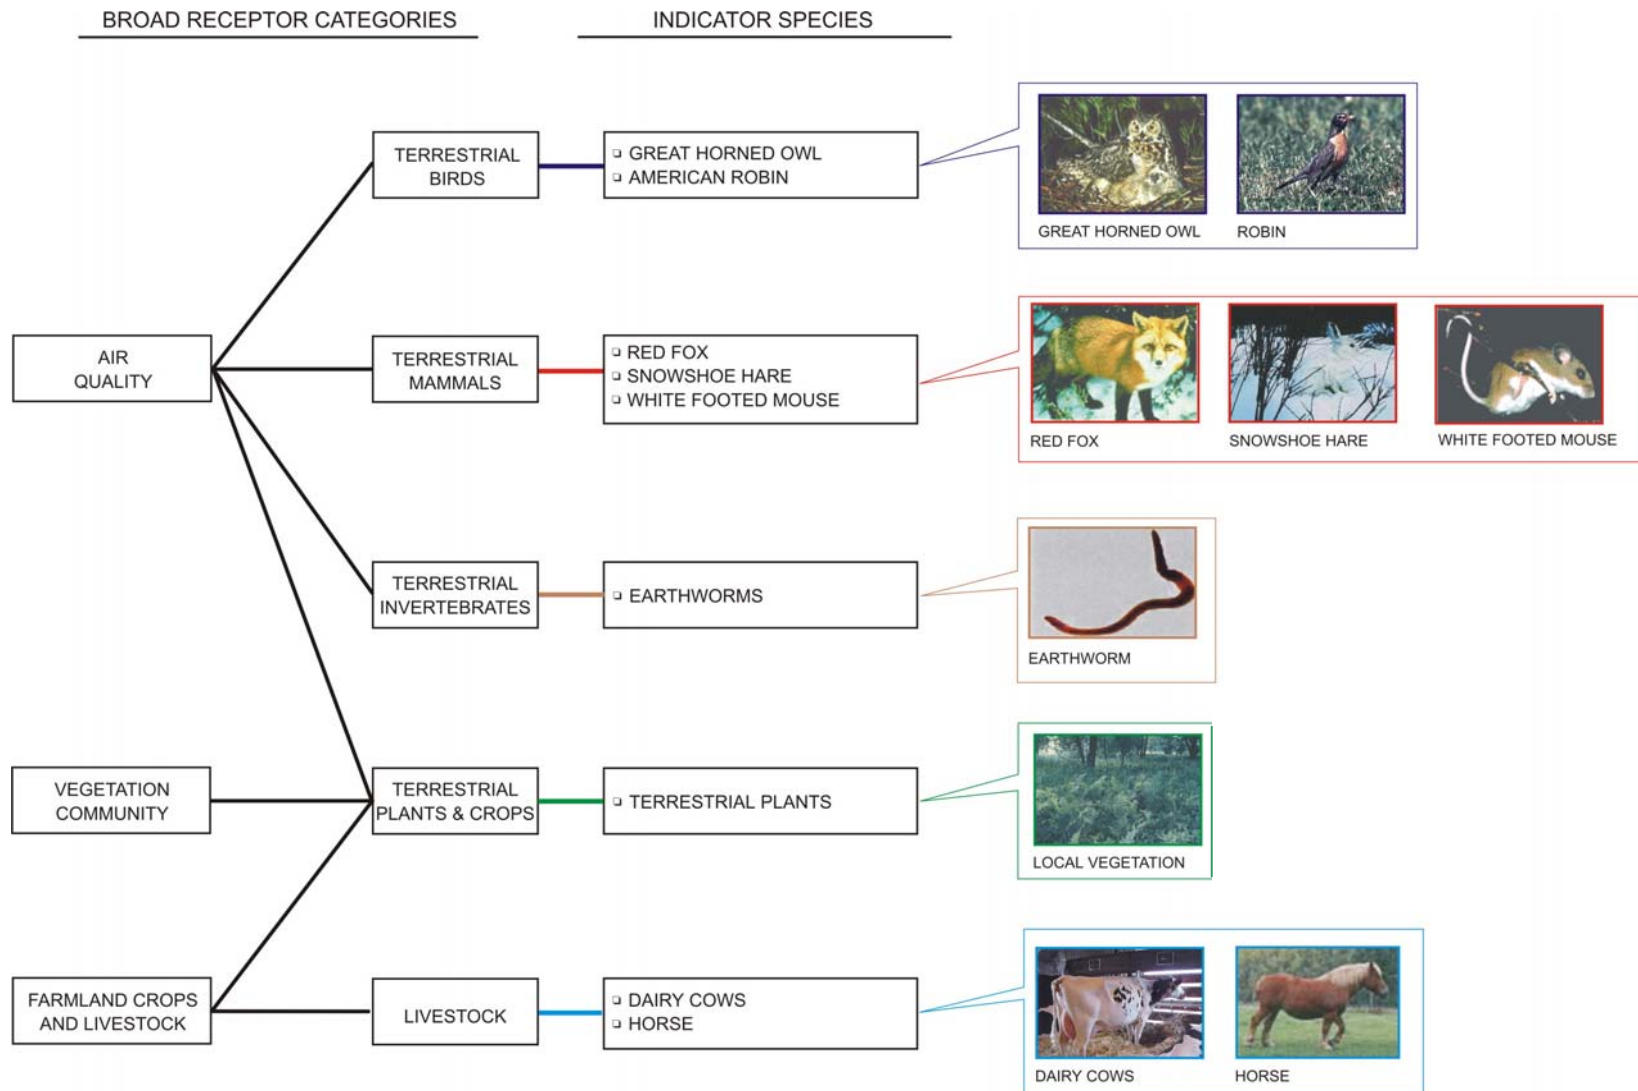 BROAD RECEPTOR CATEGORIES
INDICATOR SPECIES
TERRESTRIAL
BIRDS
GREAT HORNED OWL
AMERICAN ROBIN
GREAT HORNED OWL
ROBIN
AIR
QUALITY
TERRESTRIAL
MAMMALS
RED FOX
SNOWSHOE HARE
WHITE FOOTED MOUSE
RED FOX
SNOWSHOE HARE
WHITE FOOTED MOUSE
TERRESTRIAL
INVERTEBRATES
EARTHWORMS
EARTHWORM
VEGETATION
COMMUNITY
TERRESTRIAL
PLANTS & CROPS
TERRESTRIAL PLANTS
LOCAL VEGETATION
FARMLAND CROPS
AND LIVESTOCK
LIVESTOCK
DAIRY COWS
HORSE
DAIRY COWS
HORSE